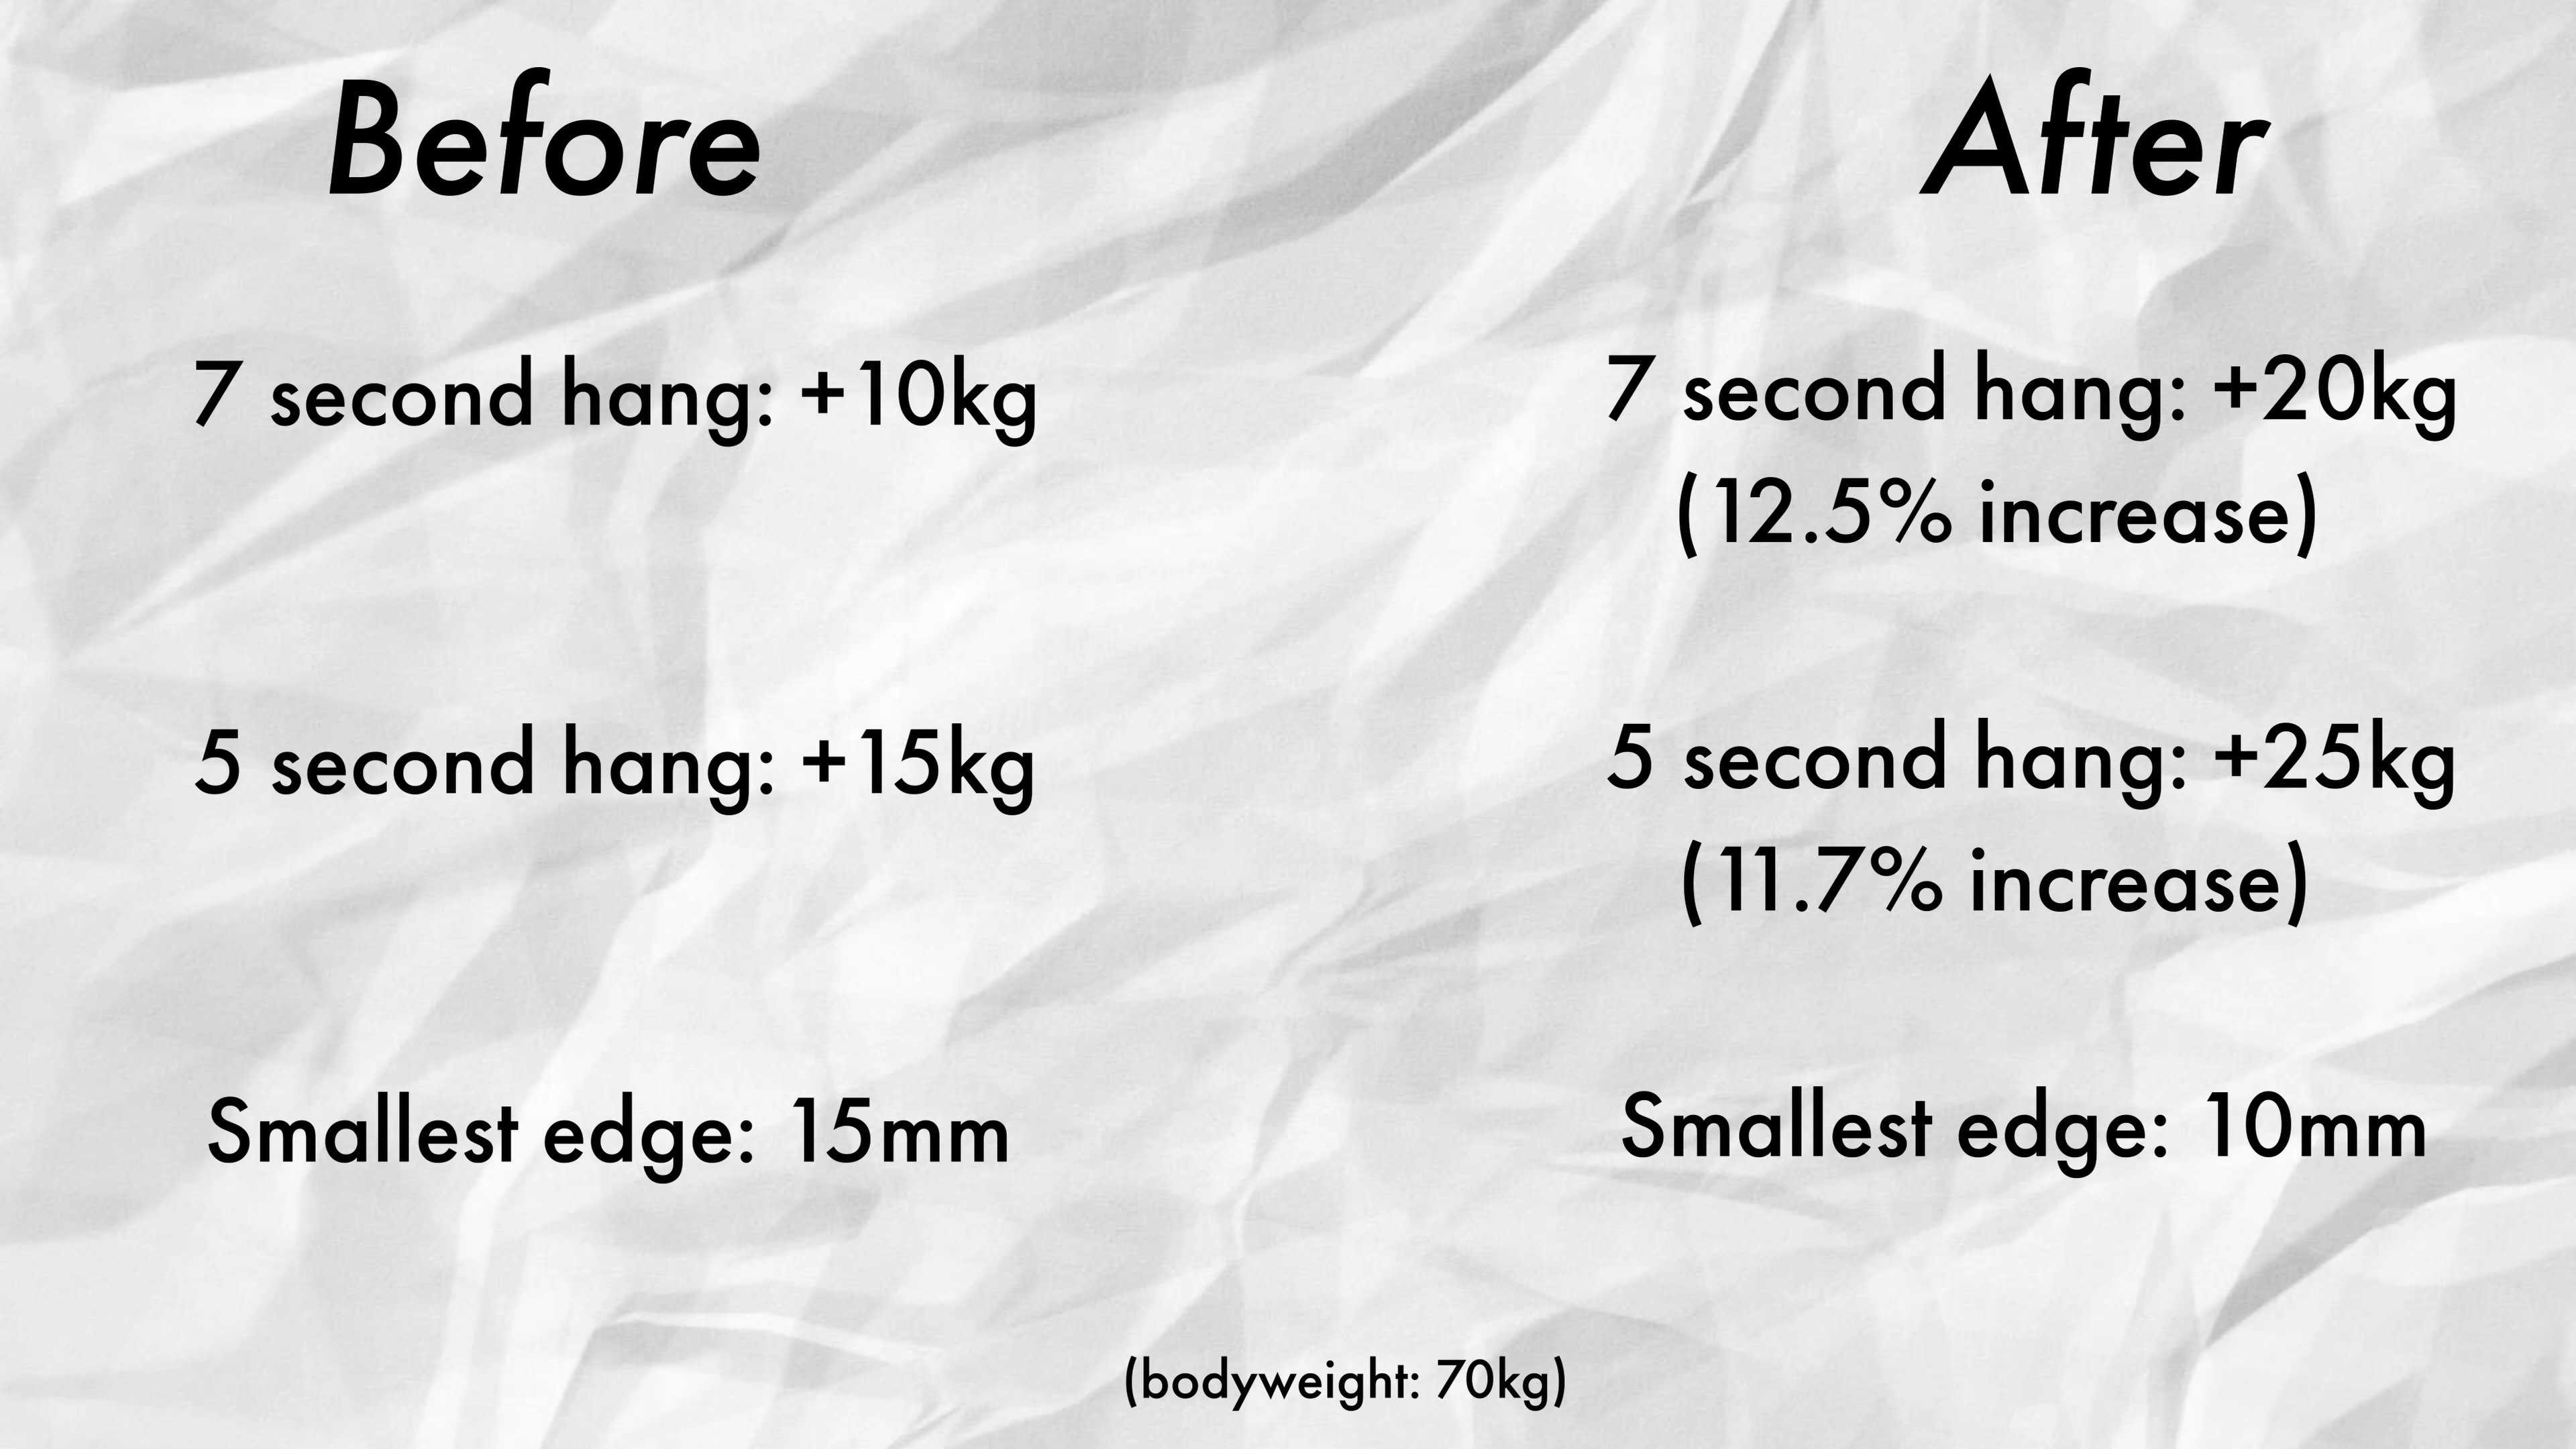 Before
7 second hang: +10kg
5 second hang: +15kg
Smallest edge: 15mm
After
7 second hang: +20kg
(12.5% increase)
5 second hang: +25kg
(11.7% increase)
Smallest edge: 10mm
(bodyweight: 70kg)